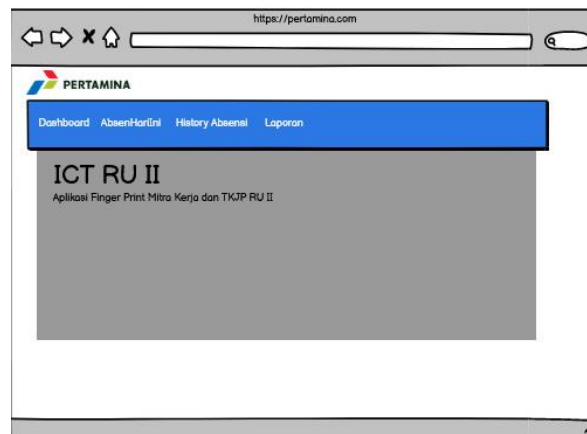 https://pertamina.com
PERTAMINA
Dashboard AbsenHariIni History Absensi Laporan
ICT RU II
Aplikasi Finger Print Mitra Kerja dan TKJP RU II